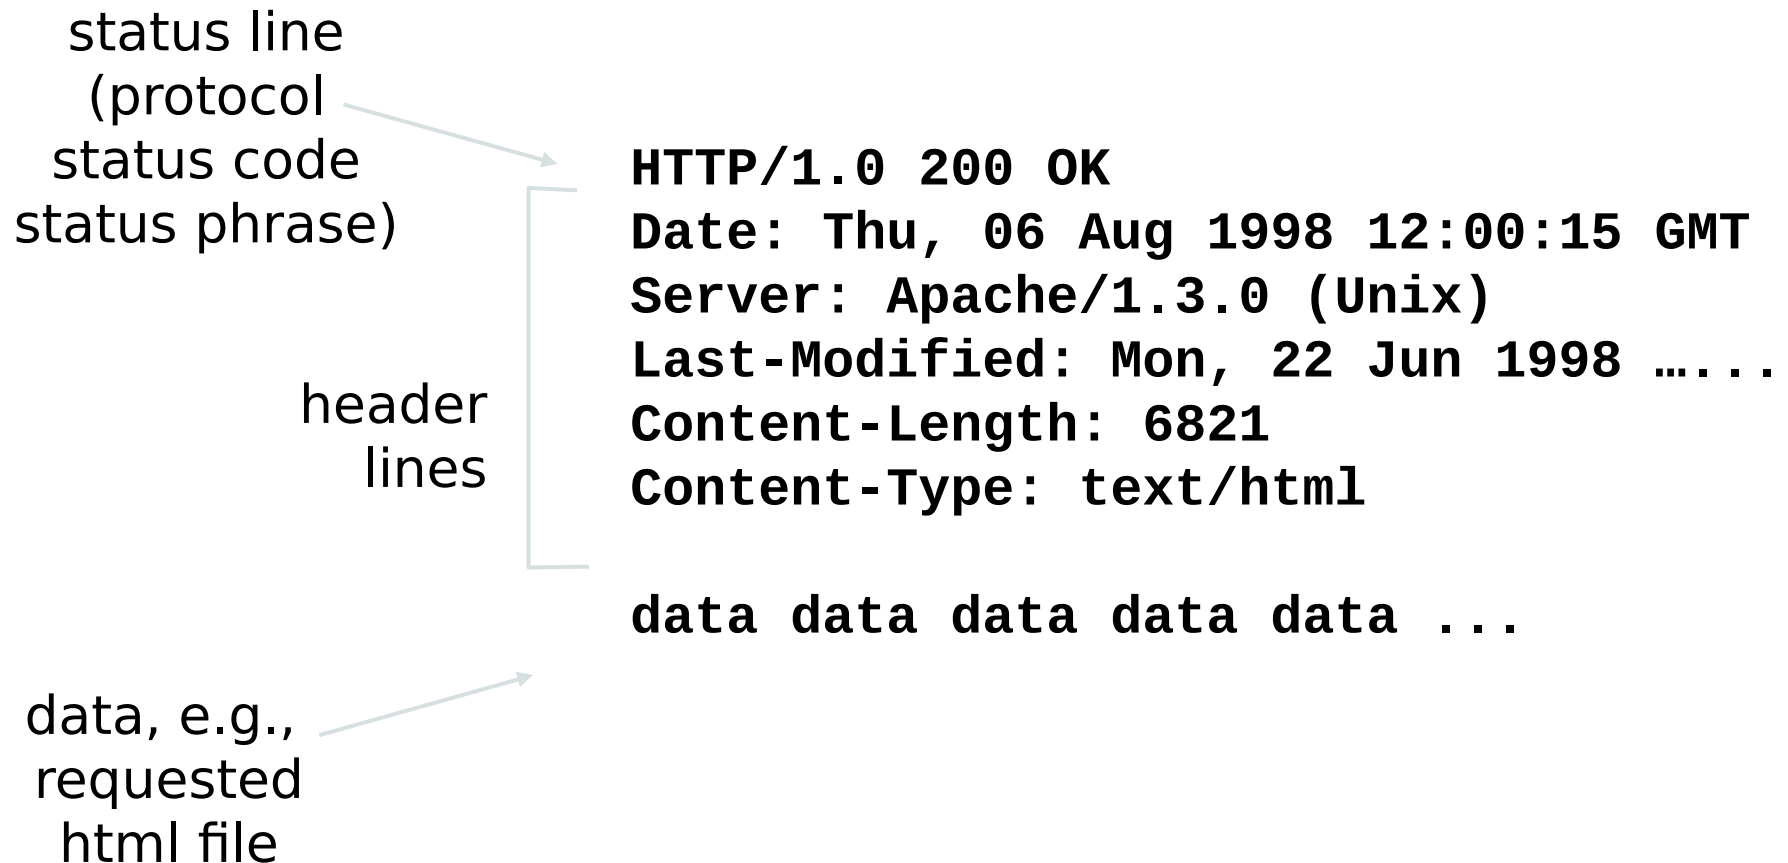 status line
(protocol
status code
status phrase)
HTTP/1.0 200 OK
Date: Thu, 06 Aug 1998 12:00:15 GMT
Server: Apache/1.3.0 (Unix)
Last-Modified: Mon, 22 Jun 1998 …...
Content-Length: 6821
Content-Type: text/html
header
lines
data data data data data ...
data, e.g.,
requested
html file